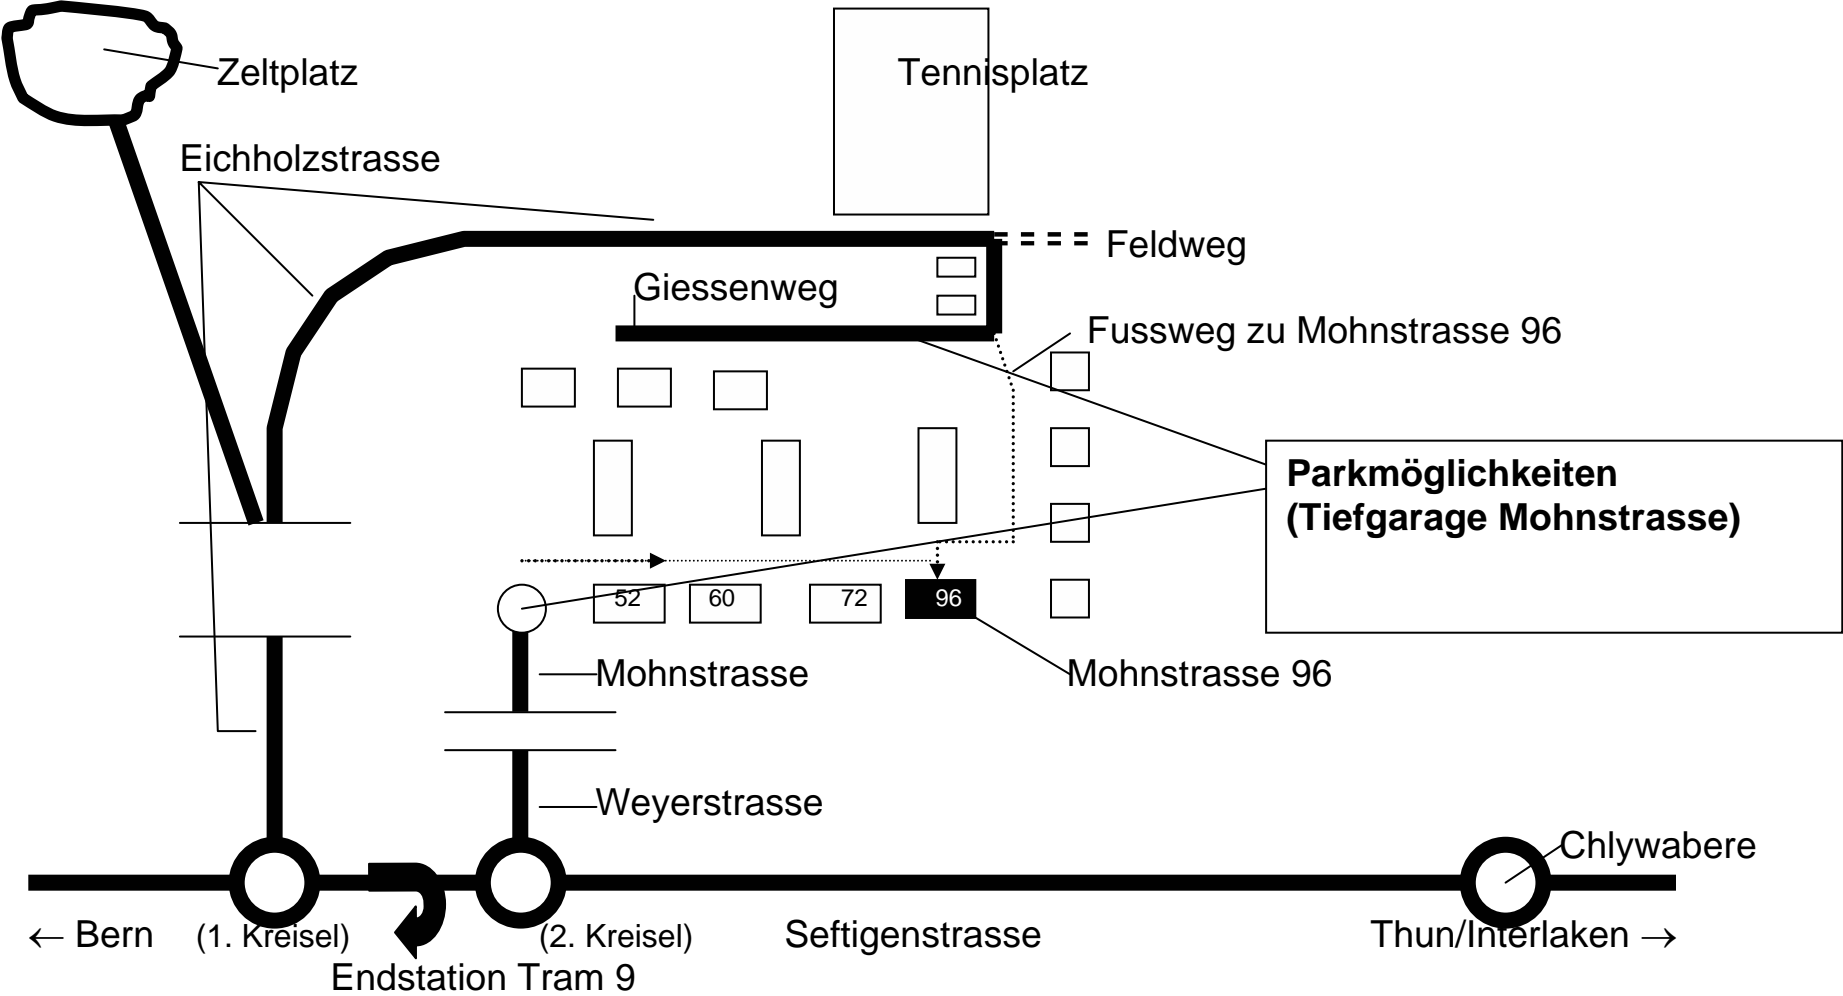 Zeltplatz
Tennisplatz
Eichholzstrasse
Feldweg
Giessenweg
Fussweg zu Mohnstrasse 96
Parkmöglichkeiten
(Tiefgarage Mohnstrasse)
52
60
72
96
Mohnstrasse
Mohnstrasse 96
Weyerstrasse
Chlywabere
← Bern
(1. Kreisel)
(2. Kreisel)
Seftigenstrasse
Thun/Interlaken →
Endstation Tram 9